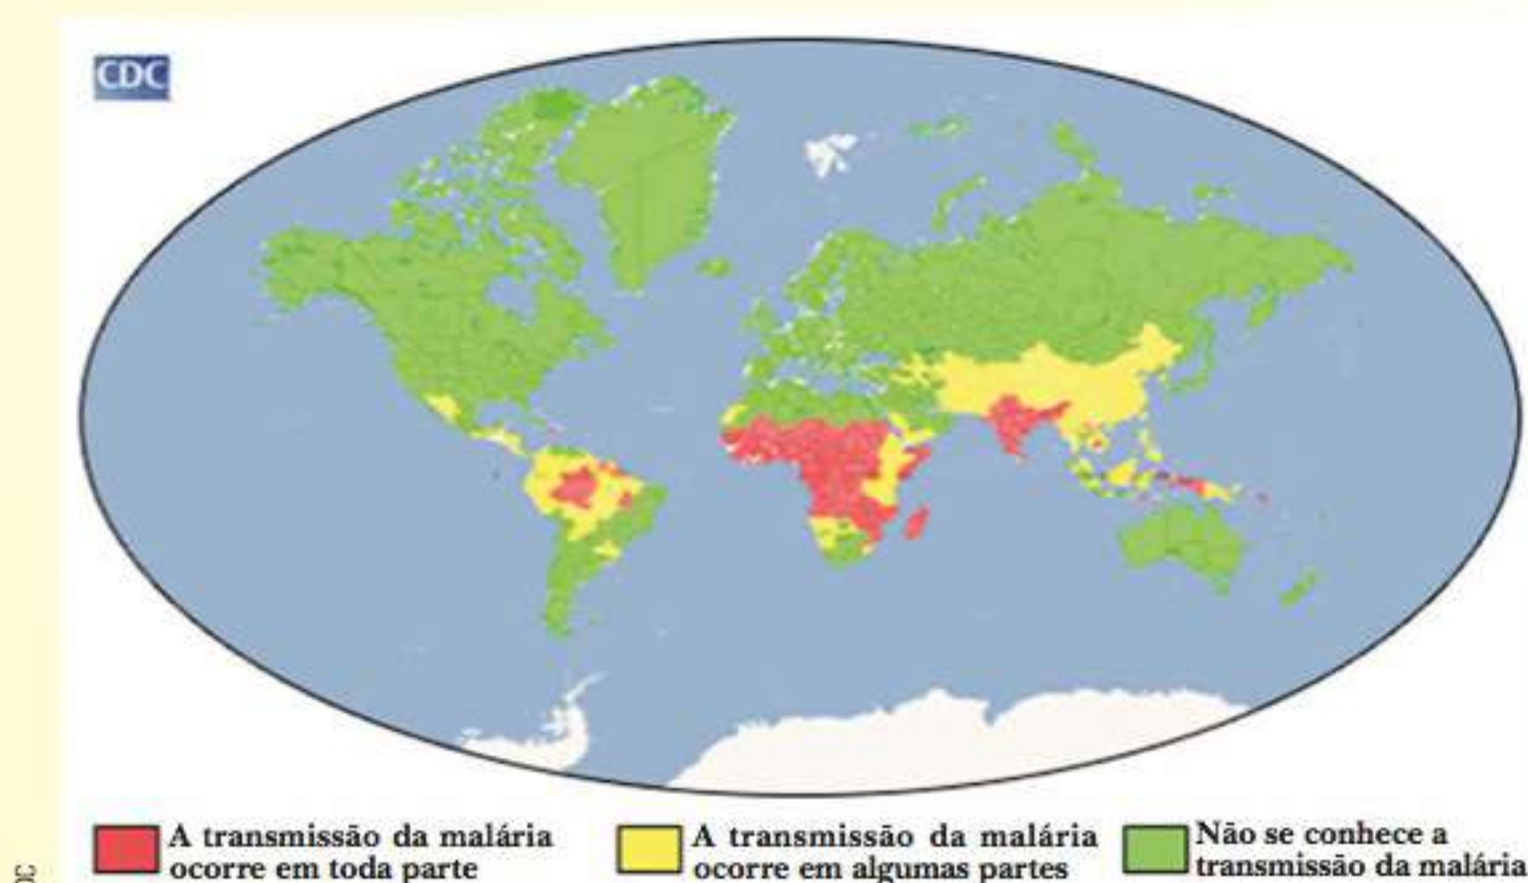 CDC
A transmissão da malária
ocorre em toda parte
A transmissão da malária
ocorre em algumas partes
Não se conhece a
transmissão da malária